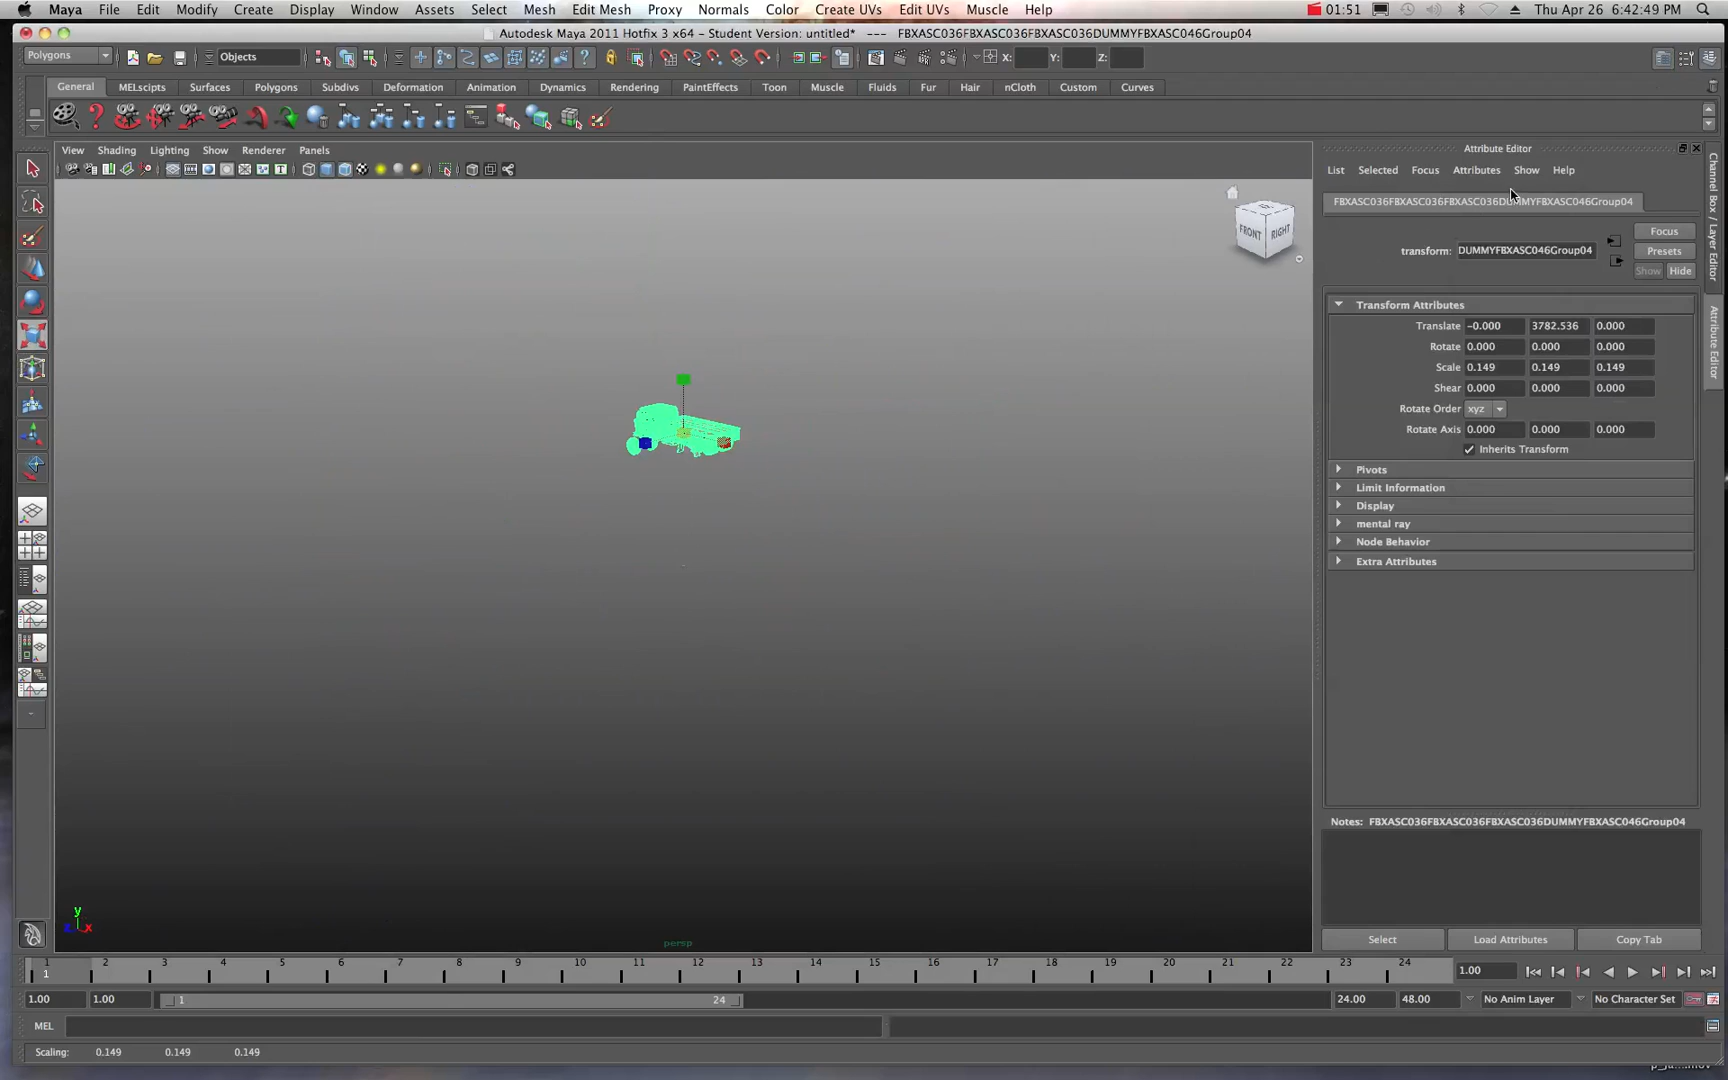 Maya File Edit Modify Create Display Window Assets Select Mesh Edit Mesh Proxy Normals Color Create UVs Edit UVs Muscle Help 01:51 Thu Apr 26 6:42:49 PM
Autodesk Maya 2011 Hotfix 3 x64 - Student Version: untitled* --- FBXASC036FBXASC036FBXASC036DUMMYFBXASC046Group04
Polygons Objects X: Y: Z:
General MELscipts Surfaces Polygons Subdivs Deformation Animation Dynamics Rendering PaintEffects Toon Muscle Fluids Fur Hair nCloth Custom Curves
View Shading Lighting Show Renderer Panels
FRONT RIGHT
persp
y
x
Attribute Editor
List Selected Focus Attributes Show Help
FBXASC036FBXASC036FBXASC036DUMMYFBXASC046Group04
Focus
transform: DUMMYFBXASC046Group04 Presets
Show Hide
Transform Attributes
Translate -0.000 3782.536 0.000
Rotate 0.000 0.000 0.000
Scale 0.149 0.149 0.149
Shear 0.000 0.000 0.000
Rotate Order xyz
Rotate Axis 0.000 0.000 0.000
Inherits Transform
Pivots
Limit Information
Display
mental ray
Node Behavior
Extra Attributes
Notes: FBXASC036FBXASC036FBXASC036DUMMYFBXASC046Group04
Select Load Attributes Copy Tab
Channel Box / Layer Editor
Attribute Editor
1 2 3 4 5 6 7 8 9 10 11 12 13 14 15 16 17 18 19 20 21 22 23 24 1.00
1
1.00 1.00 1 24 24.00 48.00 No Anim Layer No Character Set
MEL
Scaling: 0.149 0.149 0.149